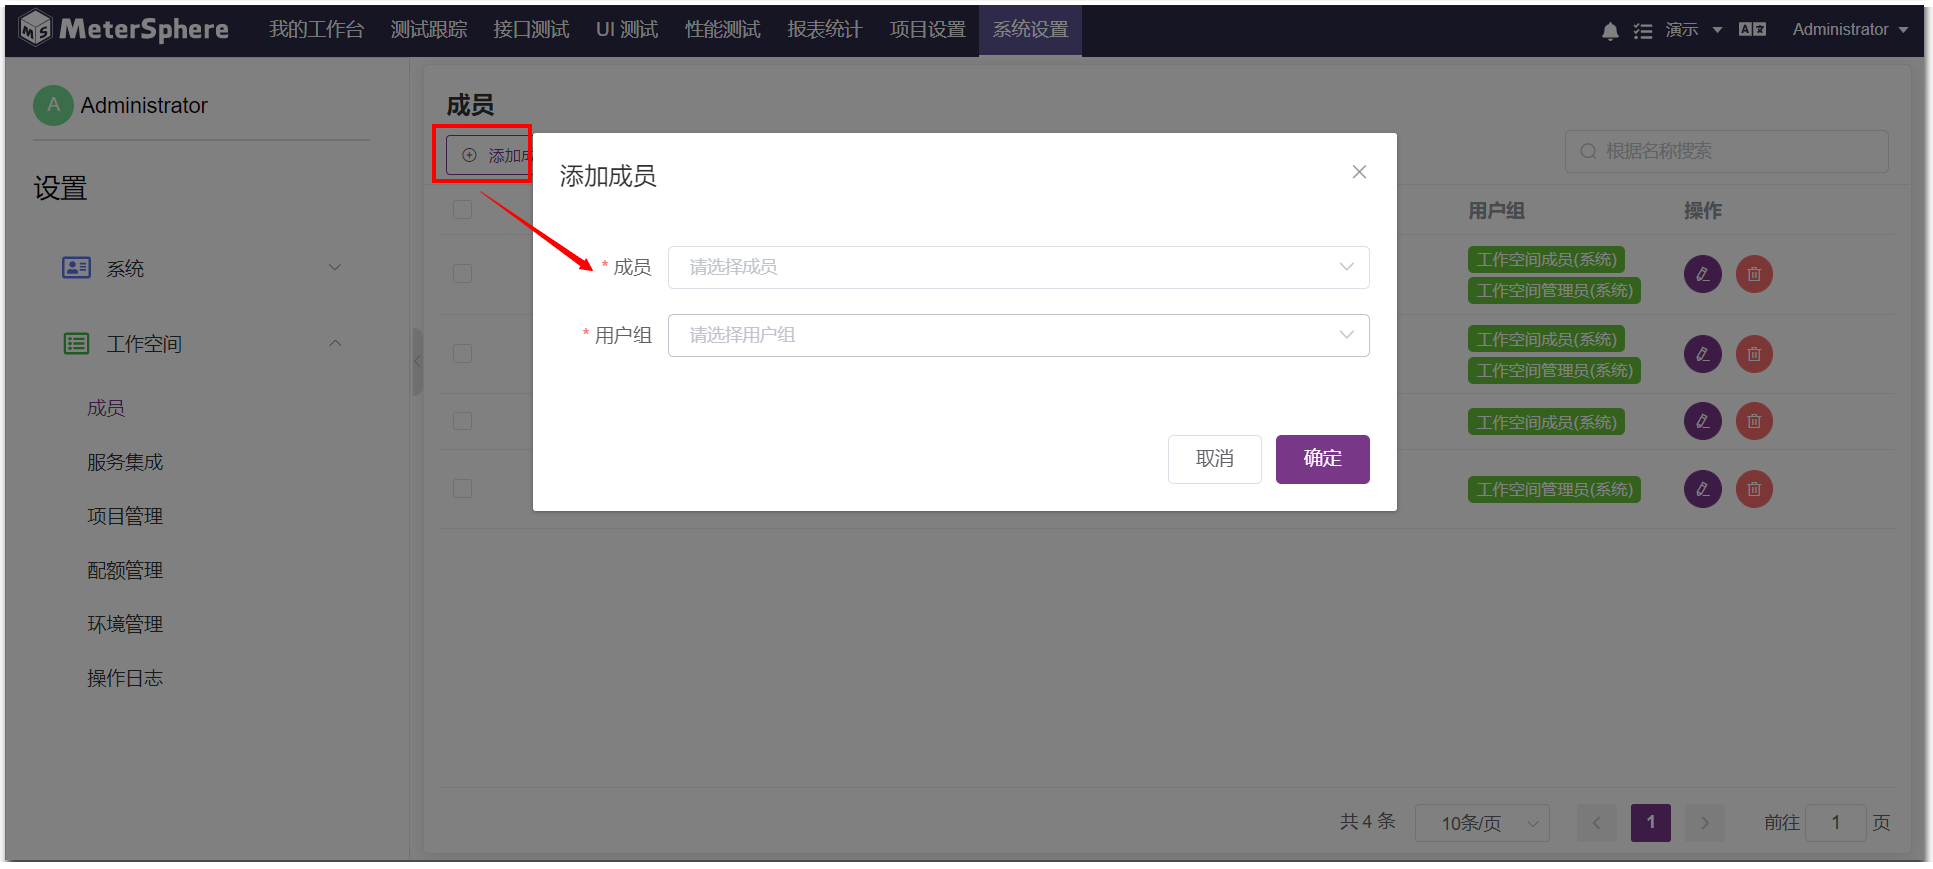 MeterSphere 我的工作台 测试跟踪 接口测试 UI 测试 性能测试 报表统计 项目设置 系统设置 演示 Administrator
A Administrator
设置
系统
工作空间
成员
服务集成
项目管理
配额管理
环境管理
操作日志
成员
添加成
根据名称搜索
用户组 操作
工作空间成员(系统)
工作空间管理员(系统)
工作空间成员(系统)
工作空间管理员(系统)
工作空间成员(系统)
工作空间管理员(系统)
添加成员
* 成员 请选择成员
* 用户组 请选择用户组
取消 确定
共 4 条 10条/页 1 前往 1 页